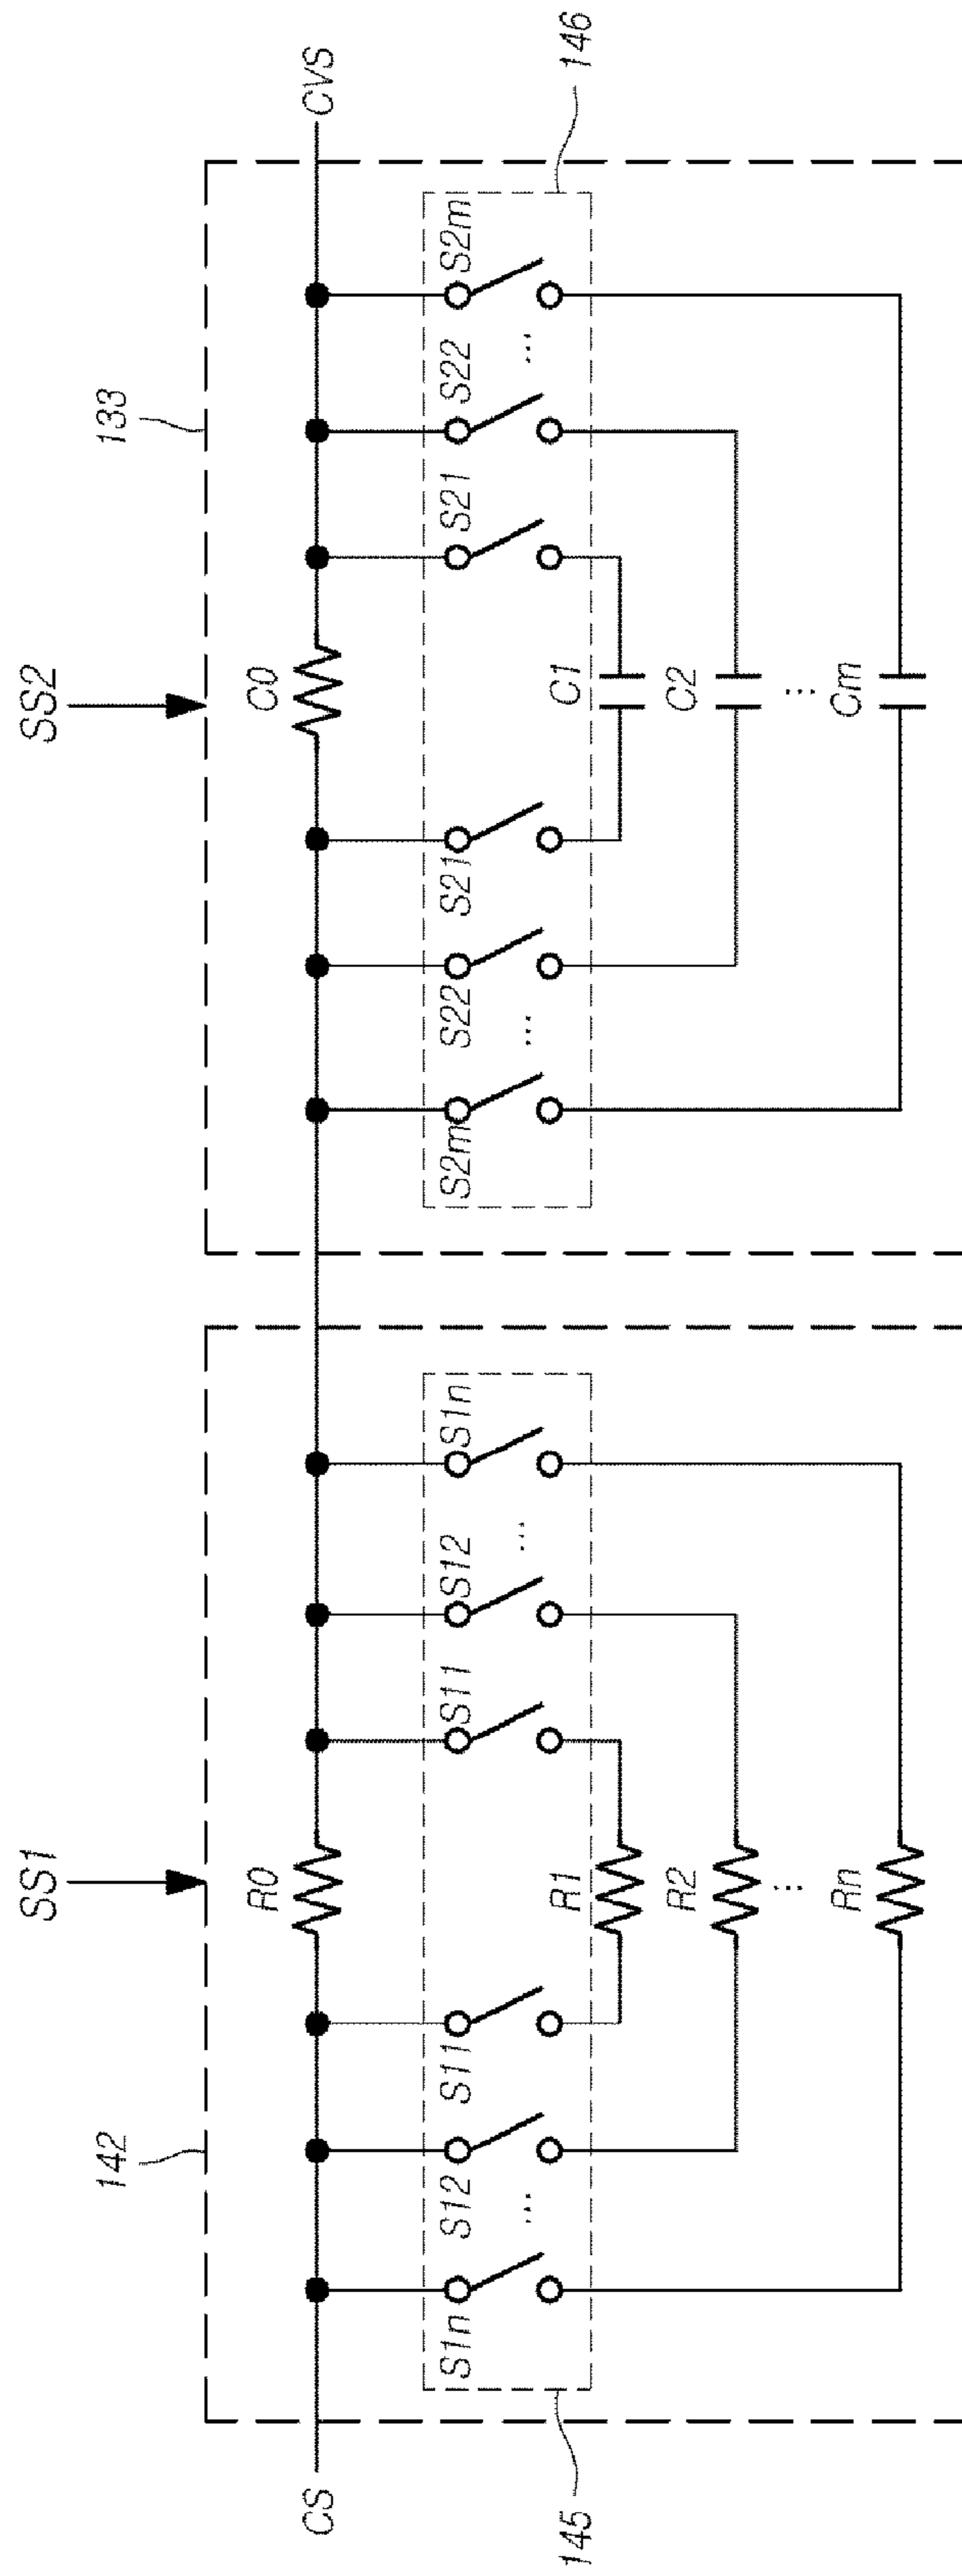 SS1
SS2
142
133
CS
R0
C0
CVS
S1n
S12
S11
S11
S12
S1n
...
...
S2m
S22
S21
S21
S22
S2m
...
...
R1
R2
...
Rn
C1
C2
...
Cm
145
146